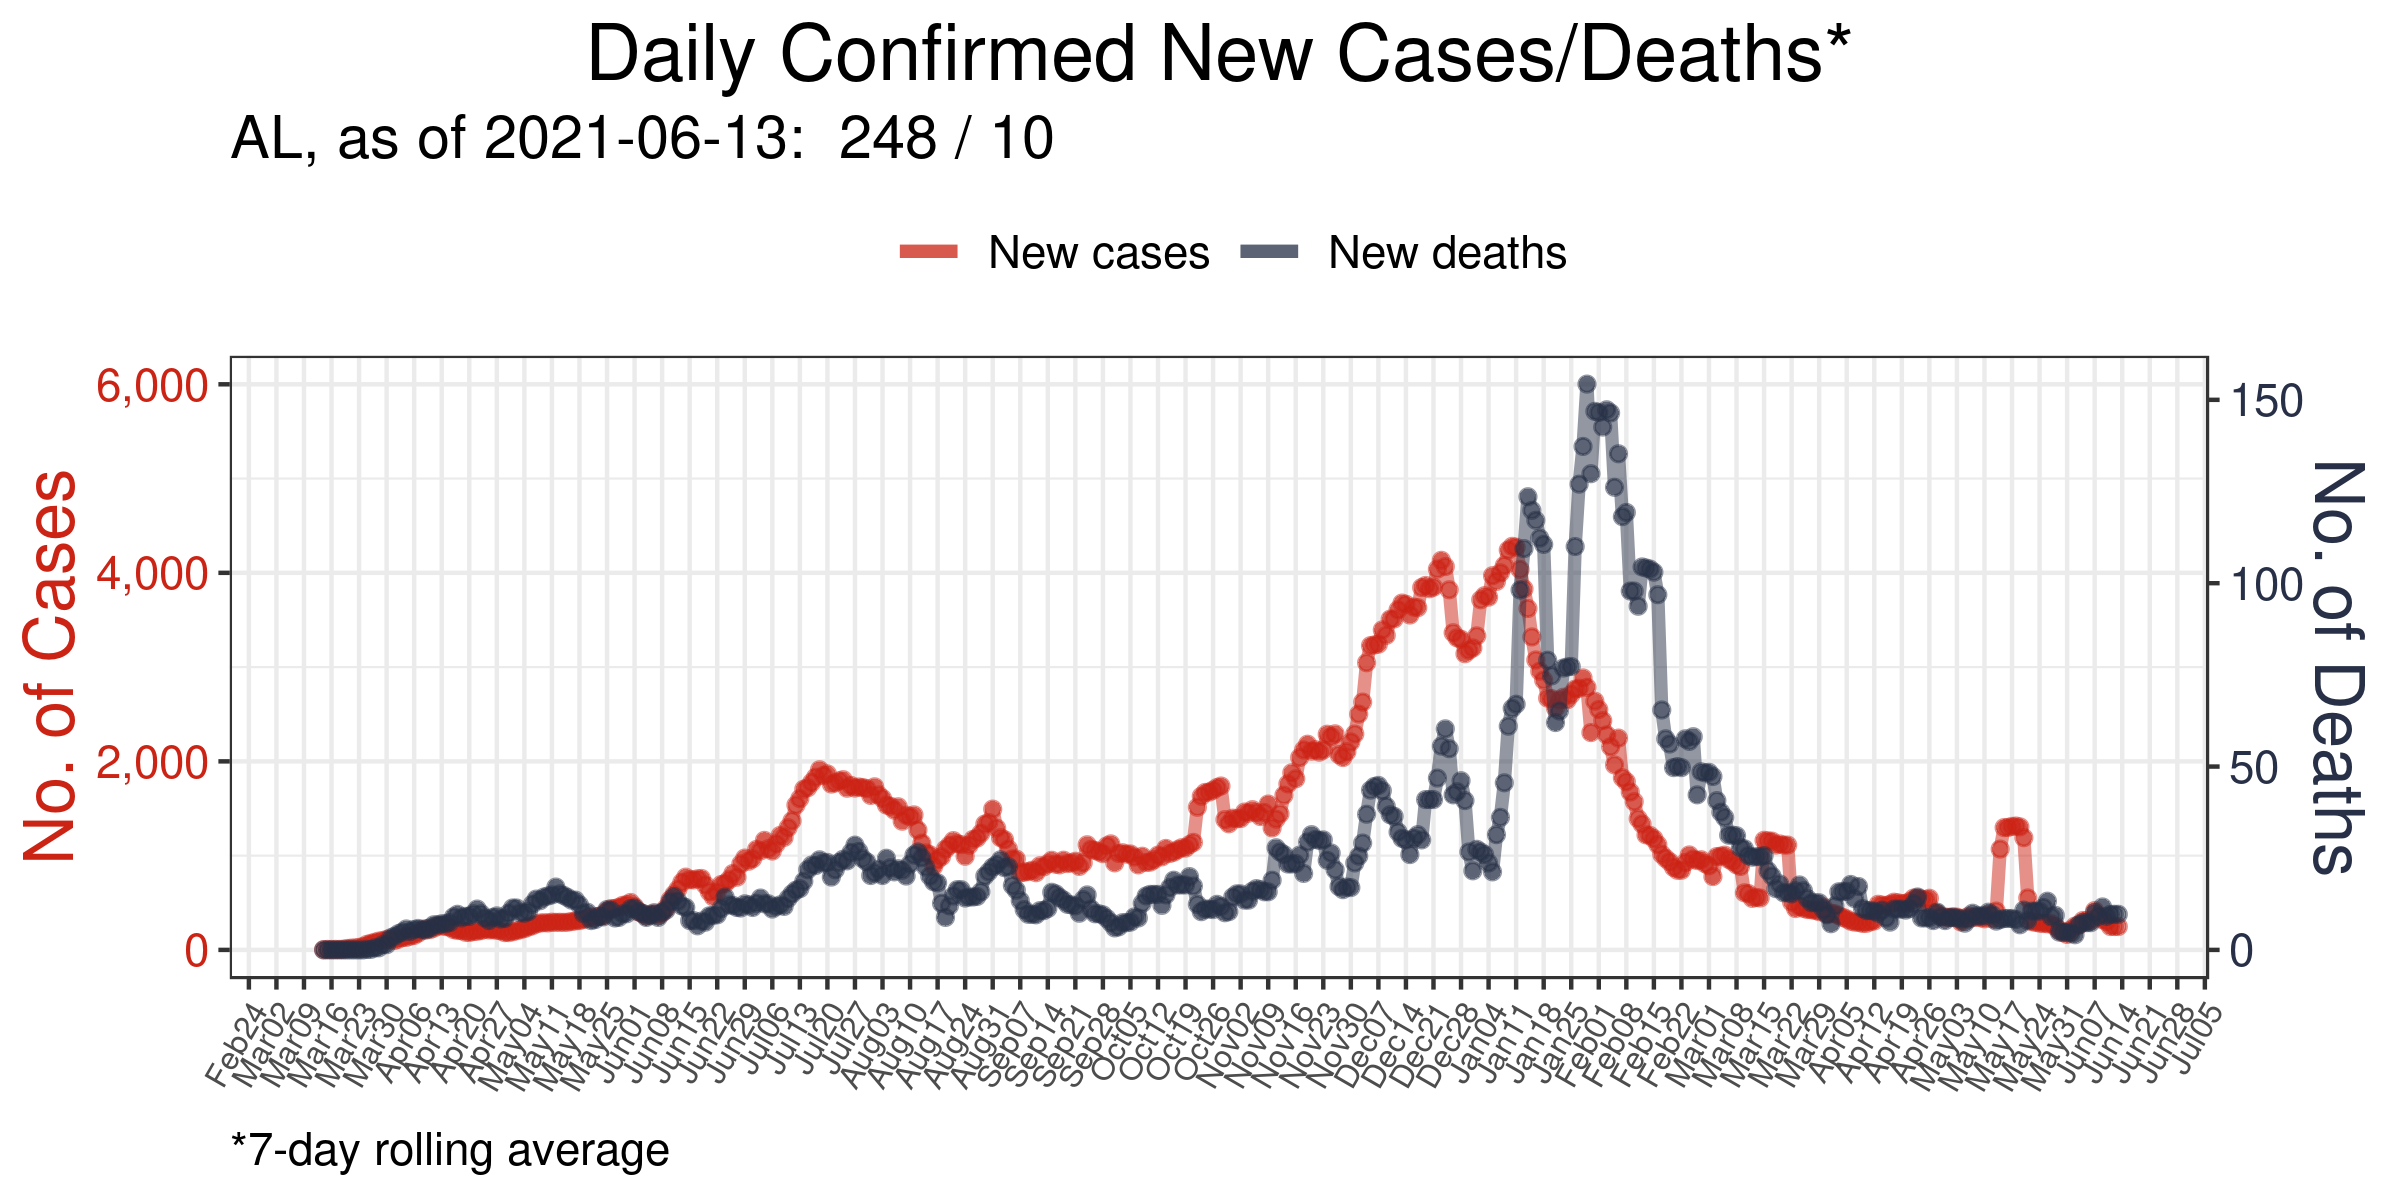 Daily Confirmed New Cases/Deaths*
AL, as of 2021-06-13:  248 / 10
New cases
New deaths
No. of Cases
6,000
4,000
2,000
0
150
100
50
0
No. of Deaths
Feb24
Mar02
Mar09
Mar16
Mar23
Mar30
Apr06
Apr13
Apr20
Apr27
May04
May11
May18
May25
Jun01
Jun08
Jun15
Jun22
Jun29
Jul06
Jul13
Jul20
Jul27
Aug03
Aug10
Aug17
Aug24
Aug31
Sep07
Sep14
Sep21
Sep28
Oct05
Oct12
Oct19
Oct26
Nov02
Nov09
Nov16
Nov23
Nov30
Dec07
Dec14
Dec21
Dec28
Jan04
Jan11
Jan18
Jan25
Feb01
Feb08
Feb15
Feb22
Mar01
Mar08
Mar15
Mar22
Mar29
Apr05
Apr12
Apr19
Apr26
May03
May10
May17
May24
May31
Jun07
Jun14
Jun21
Jun28
Jul05
*7-day rolling average